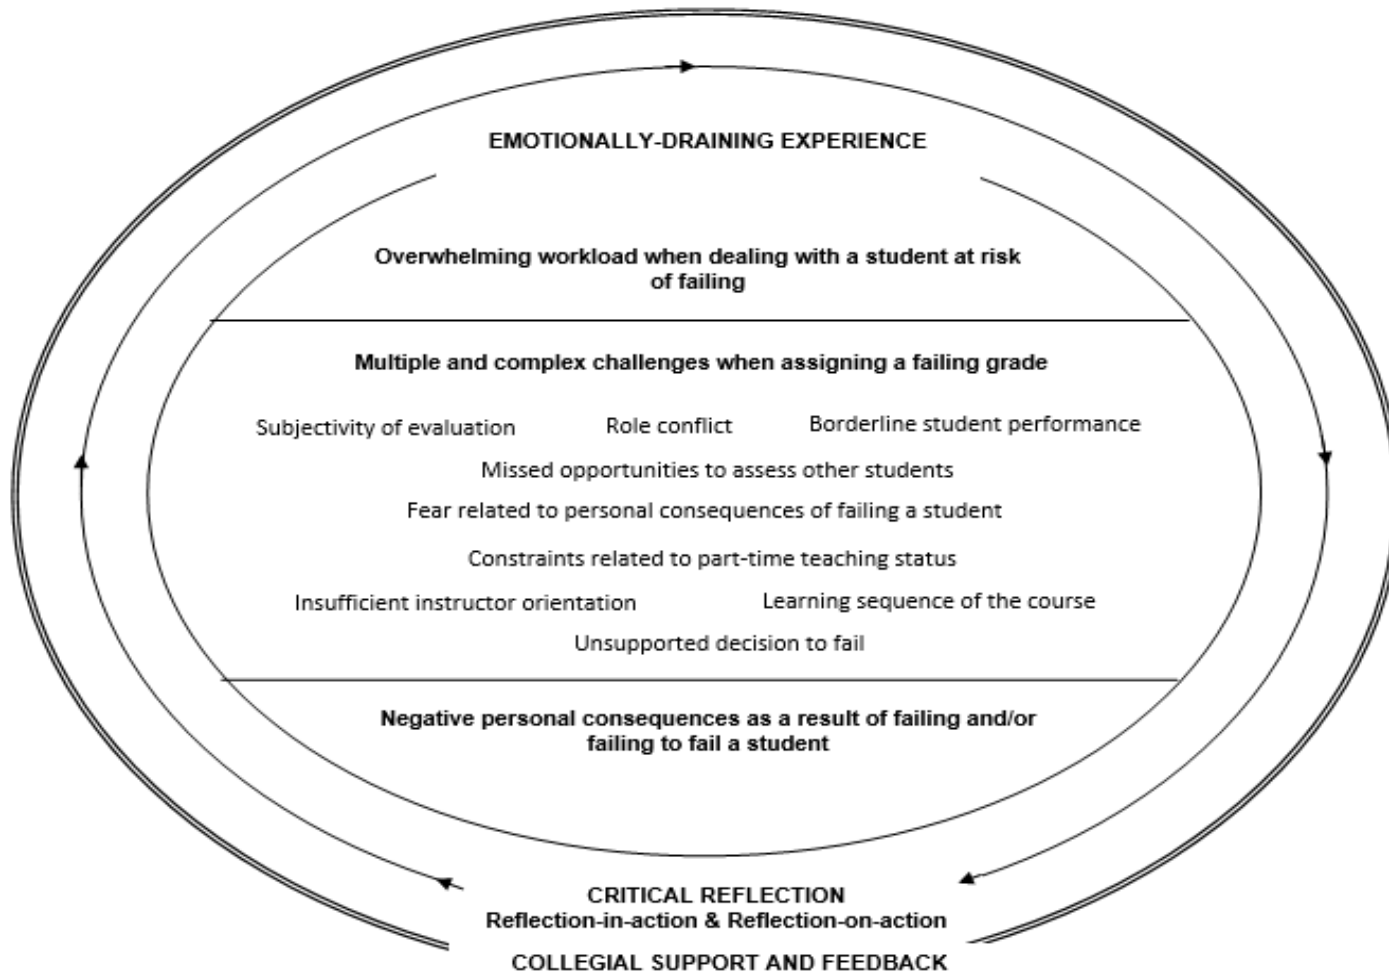 EMOTIONALLY-DRAINING EXPERIENCE
Overwhelming workload when dealing with a student at risk
of failing
Multiple and complex challenges when assigning a failing grade
Subjectivity of evaluation Role conflict Borderline student performance
Missed opportunities to assess other students
Fear related to personal consequences of failing a student
Constraints related to part-time teaching status
Insufficient instructor orientation Learning sequence of the course
Unsupported decision to fail
Negative personal consequences as a result of failing and/or
failing to fail a student
CRITICAL REFLECTION
Reflection-in-action & Reflection-on-action
COLLEGIAL SUPPORT AND FEEDBACK